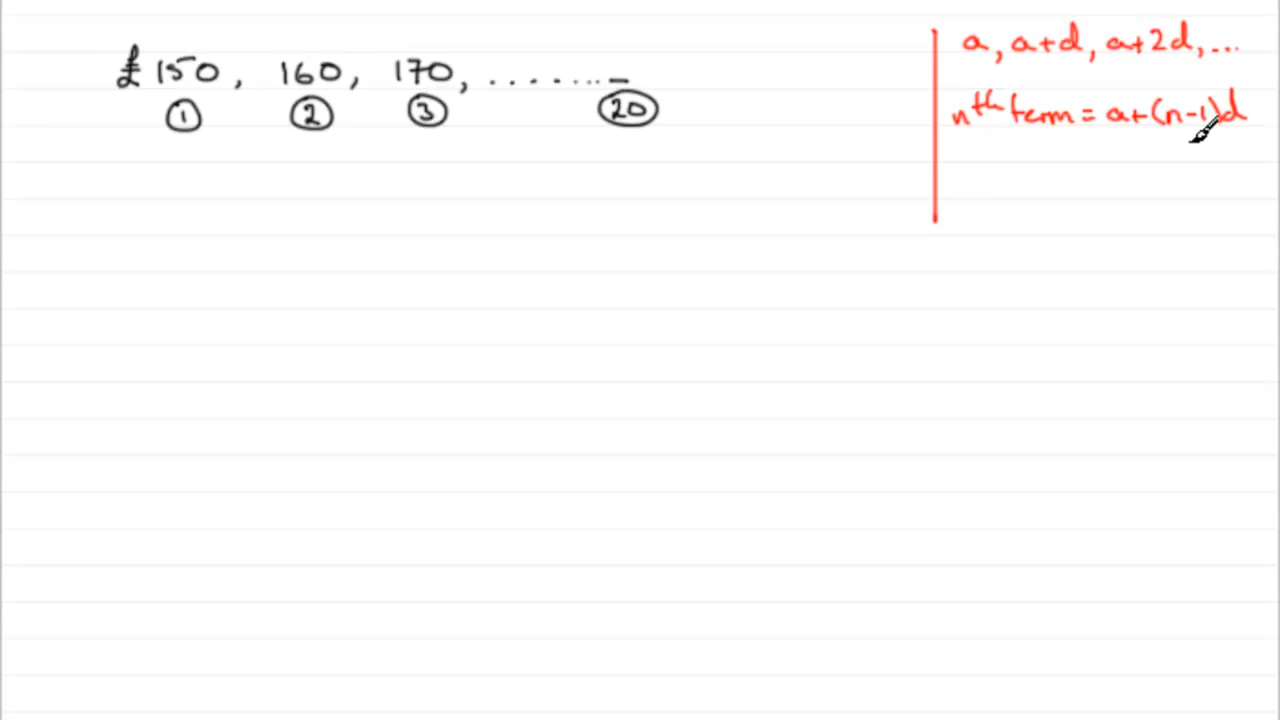 £150, 160, 170, ..........
1 2 3 20
a, a+d, a+2d, ...
nth term = a+(n-1)d